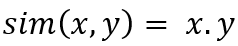 sim(x, y) = x.y